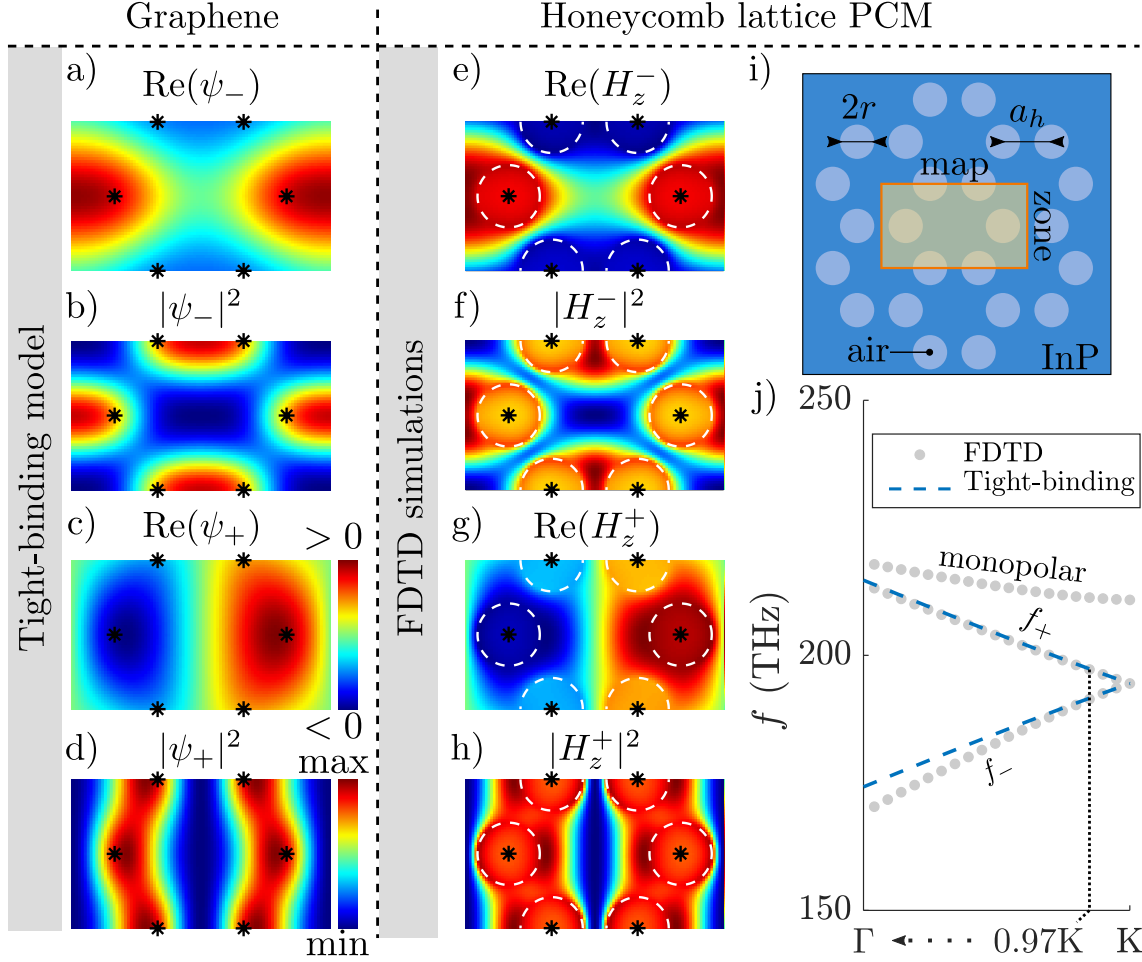 Graphene
Honeycomb lattice PCM
Tight-binding model
FDTD simulations
a)
Re(ψ₋)
b)
|ψ₋|²
c)
Re(ψ₊)
> 0
< 0
d)
|ψ₊|²
max
min
e)
Re(H_z⁻)
f)
|H_z⁻|²
g)
Re(H_z⁺)
h)
|H_z⁺|²
i)
2r
a_h
map
zone
air
InP
j)
250
FDTD
Tight-binding
monopolar
f₊
200
f (THz)
f₋
150
Γ
0.97K
K